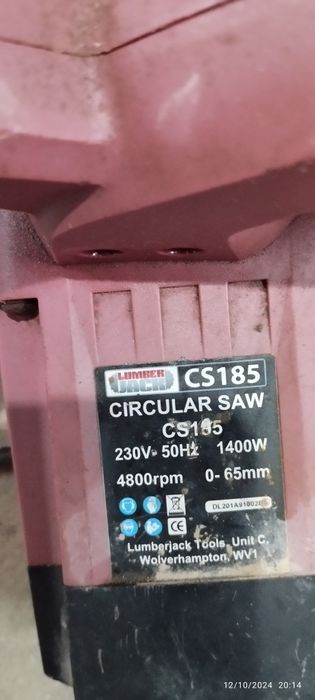 LUMBER
JACK
CS185
CIRCULAR SAW
CS185
230V~ 50Hz 1400W
4800rpm 0-65mm
CE
Lumberjack Tools, Unit C,
Wolverhampton, WV1
12/10/2024 20:14